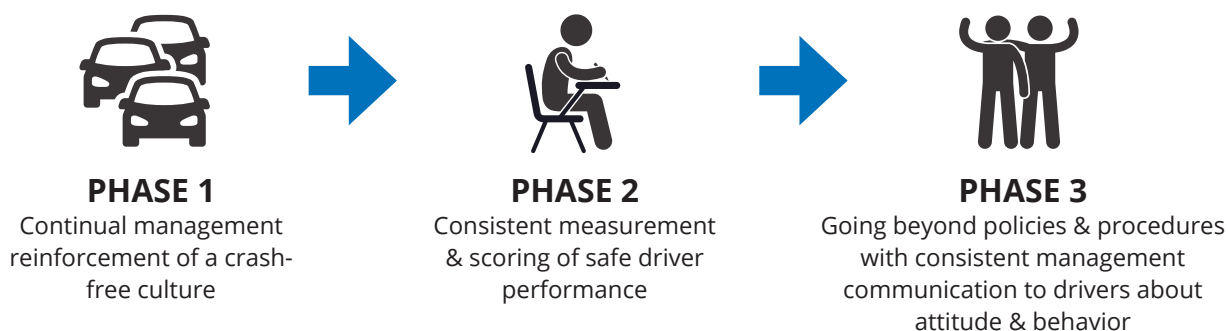 PHASE 1
Continual management
reinforcement of a crash-
free culture
PHASE 2
Consistent measurement
& scoring of safe driver
performance
PHASE 3
Going beyond policies & procedures
with consistent management
communication to drivers about
attitude & behavior